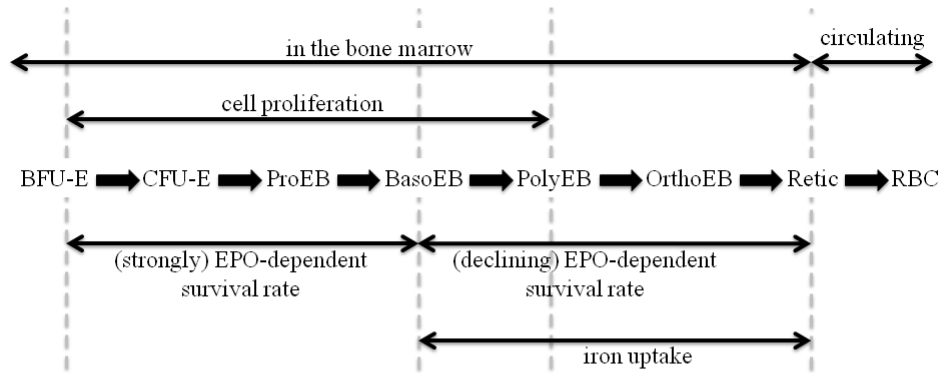 circulating
in the bone marrow
cell proliferation
BFU-E CFU-E ProEB BasoEB PolyEB OrthoEB Retic RBC
(strongly) EPO-dependent
survival rate
(declining) EPO-dependent
survival rate
iron uptake